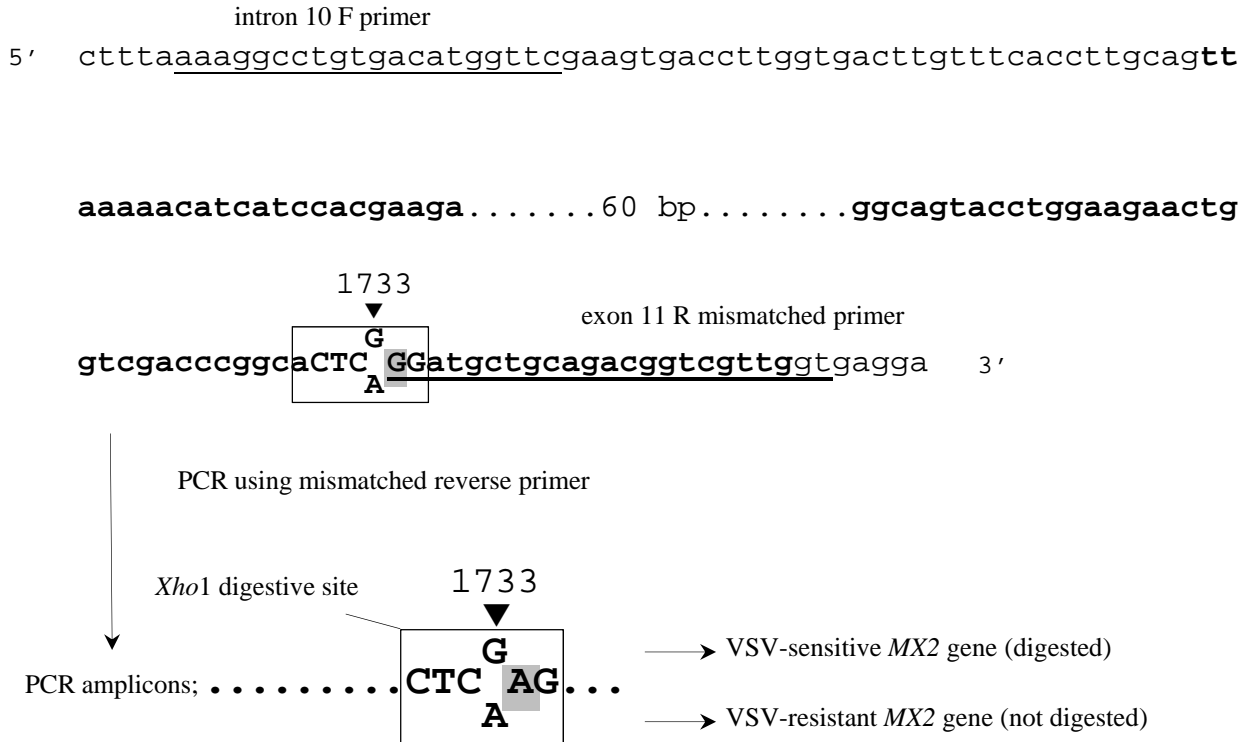 intron 10 F primer
5’ ctttaaaaggcctgtgacatggttcgaagtgaccttggtgacttgtttcaccttgcagtt
aaaaacatcatccacgaaga.......60 bp........ggcagtacctggaagaactg
1733
exon 11 R mismatched primer
G
gtcgacccggcaCTC GGatgctgcagacggtcgttggtgagga 3’
A
PCR using mismatched reverse primer
Xho1 digestive site
1733
G
VSV-sensitive MX2 gene (digested)
PCR amplicons; .........CTC AG...
A
VSV-resistant MX2 gene (not digested)